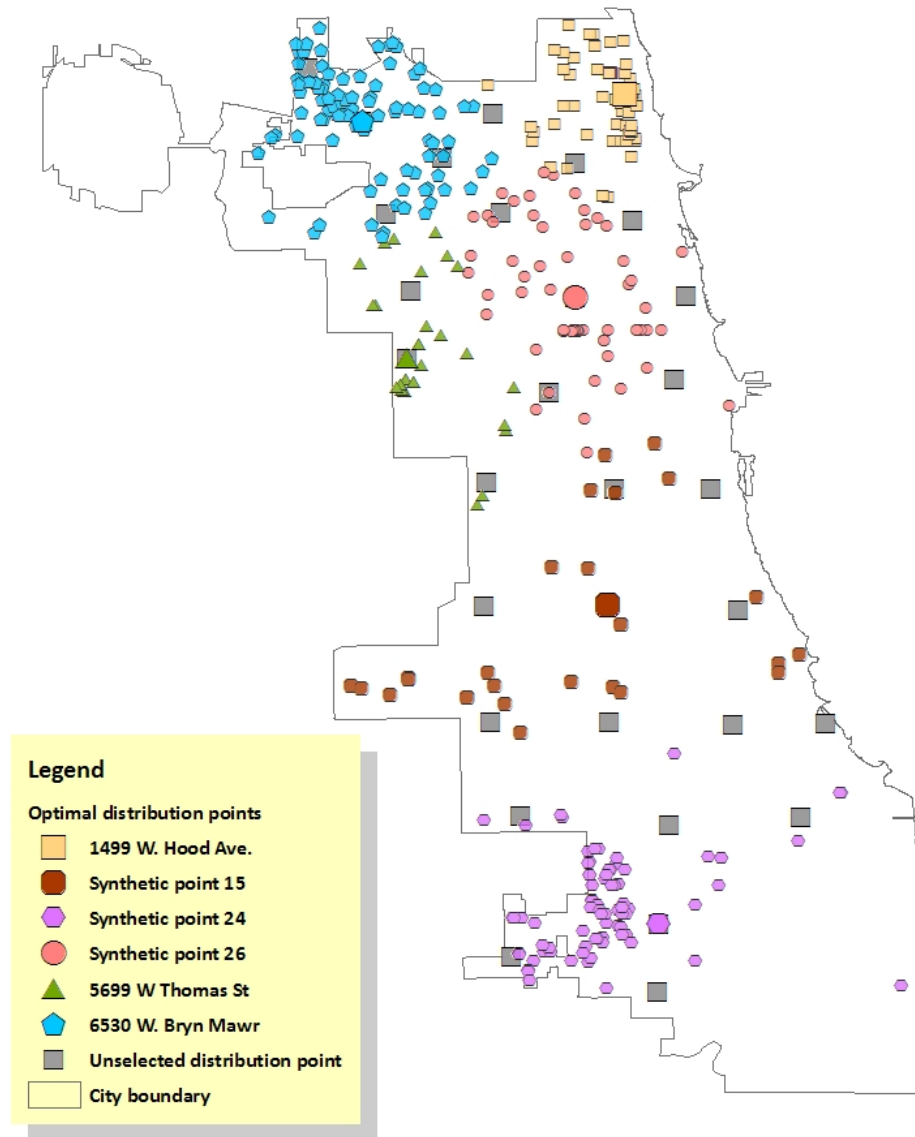 Legend
Optimal distribution points
1499 W. Hood Ave.
Synthetic point 15
Synthetic point 24
Synthetic point 26
5699 W Thomas St
6530 W. Bryn Mawr
Unselected distribution point
City boundary